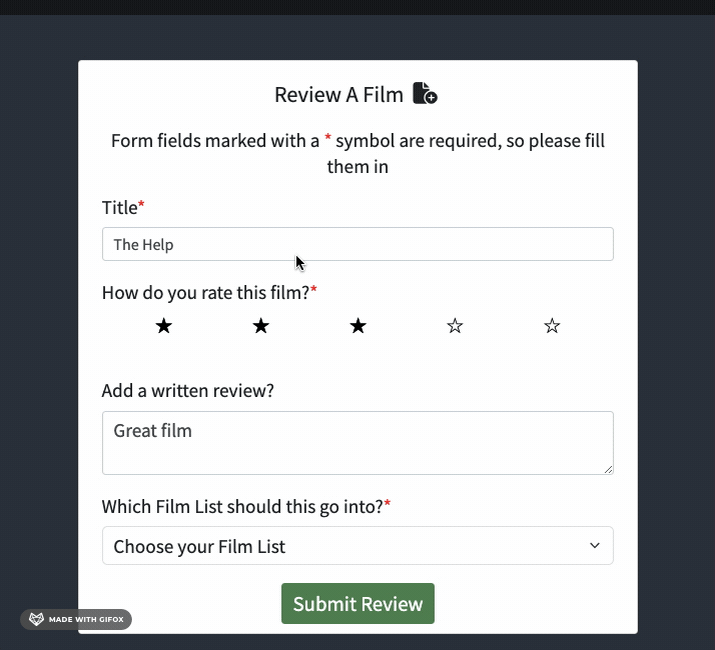 Review A Film
Form fields marked with a * symbol are required, so please fill
them in
Title*
The Help
How do you rate this film?*
Add a written review?
Great film
Which Film List should this go into?*
Choose your Film List
Submit Review
MADE WITH GIFOX